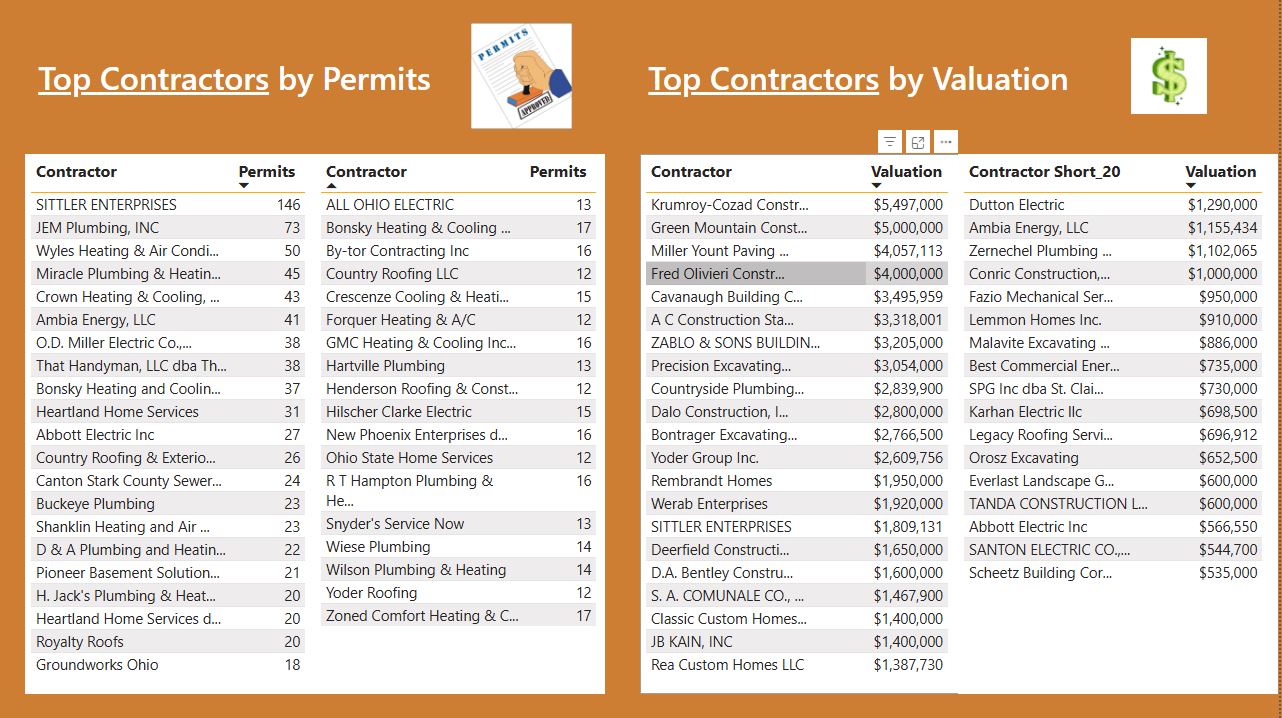 Top Contractors by Permits
PERMITS
APPROVED
Top Contractors by Valuation
Contractor Permits
SITTLER ENTERPRISES 146
JEM Plumbing, INC 73
Wyles Heating & Air Condi... 50
Miracle Plumbing & Heatin... 45
Crown Heating & Cooling, ... 43
Ambia Energy, LLC 41
O.D. Miller Electric Co.,... 38
That Handyman, LLC dba Th... 38
Bonsky Heating and Coolin... 37
Heartland Home Services 31
Abbott Electric Inc 27
Country Roofing & Exterio... 26
Canton Stark County Sewer... 24
Buckeye Plumbing 23
Shanklin Heating and Air ... 23
D & A Plumbing and Heatin... 22
Pioneer Basement Solution... 21
H. Jack's Plumbing & Heat... 20
Heartland Home Services d... 20
Royalty Roofs 20
Groundworks Ohio 18
Contractor Permits
ALL OHIO ELECTRIC 13
Bonsky Heating & Cooling ... 17
By-tor Contracting Inc 16
Country Roofing LLC 12
Crescenze Cooling & Heati... 15
Forquer Heating & A/C 12
GMC Heating & Cooling Inc... 16
Hartville Plumbing 13
Henderson Roofing & Const... 12
Hilscher Clarke Electric 15
New Phoenix Enterprises d... 16
Ohio State Home Services 12
R T Hampton Plumbing & 16
He...
Snyder's Service Now 13
Wiese Plumbing 14
Wilson Plumbing & Heating 14
Yoder Roofing 12
Zoned Comfort Heating & C... 17
Contractor Valuation
Krumroy-Cozad Constr... $5,497,000
Green Mountain Const... $5,000,000
Miller Yount Paving ... $4,057,113
Fred Olivieri Constr... $4,000,000
Cavanaugh Building C... $3,495,959
A C Construction Sta... $3,318,001
ZABLO & SONS BUILDIN... $3,205,000
Precision Excavating... $3,054,000
Countryside Plumbing... $2,839,900
Dalo Construction, I... $2,800,000
Bontrager Excavating... $2,766,500
Yoder Group Inc. $2,609,756
Rembrandt Homes $1,950,000
Werab Enterprises $1,920,000
SITTLER ENTERPRISES $1,809,131
Deerfield Constructi... $1,650,000
D.A. Bentley Constru... $1,600,000
S. A. COMUNALE CO., ... $1,467,900
Classic Custom Homes... $1,400,000
JB KAIN, INC $1,400,000
Rea Custom Homes LLC $1,387,730
Contractor Short_20 Valuation
Dutton Electric $1,290,000
Ambia Energy, LLC $1,155,434
Zernechel Plumbing ... $1,102,065
Conric Construction,... $1,000,000
Fazio Mechanical Ser... $950,000
Lemmon Homes Inc. $910,000
Malavite Excavating ... $886,000
Best Commercial Ener... $735,000
SPG Inc dba St. Clai... $730,000
Karhan Electric llc $698,500
Legacy Roofing Servi... $696,912
Orosz Excavating $652,500
Everlast Landscape G... $600,000
TANDA CONSTRUCTION L... $600,000
Abbott Electric Inc $566,550
SANTON ELECTRIC CO.,... $544,700
Scheetz Building Cor... $535,000